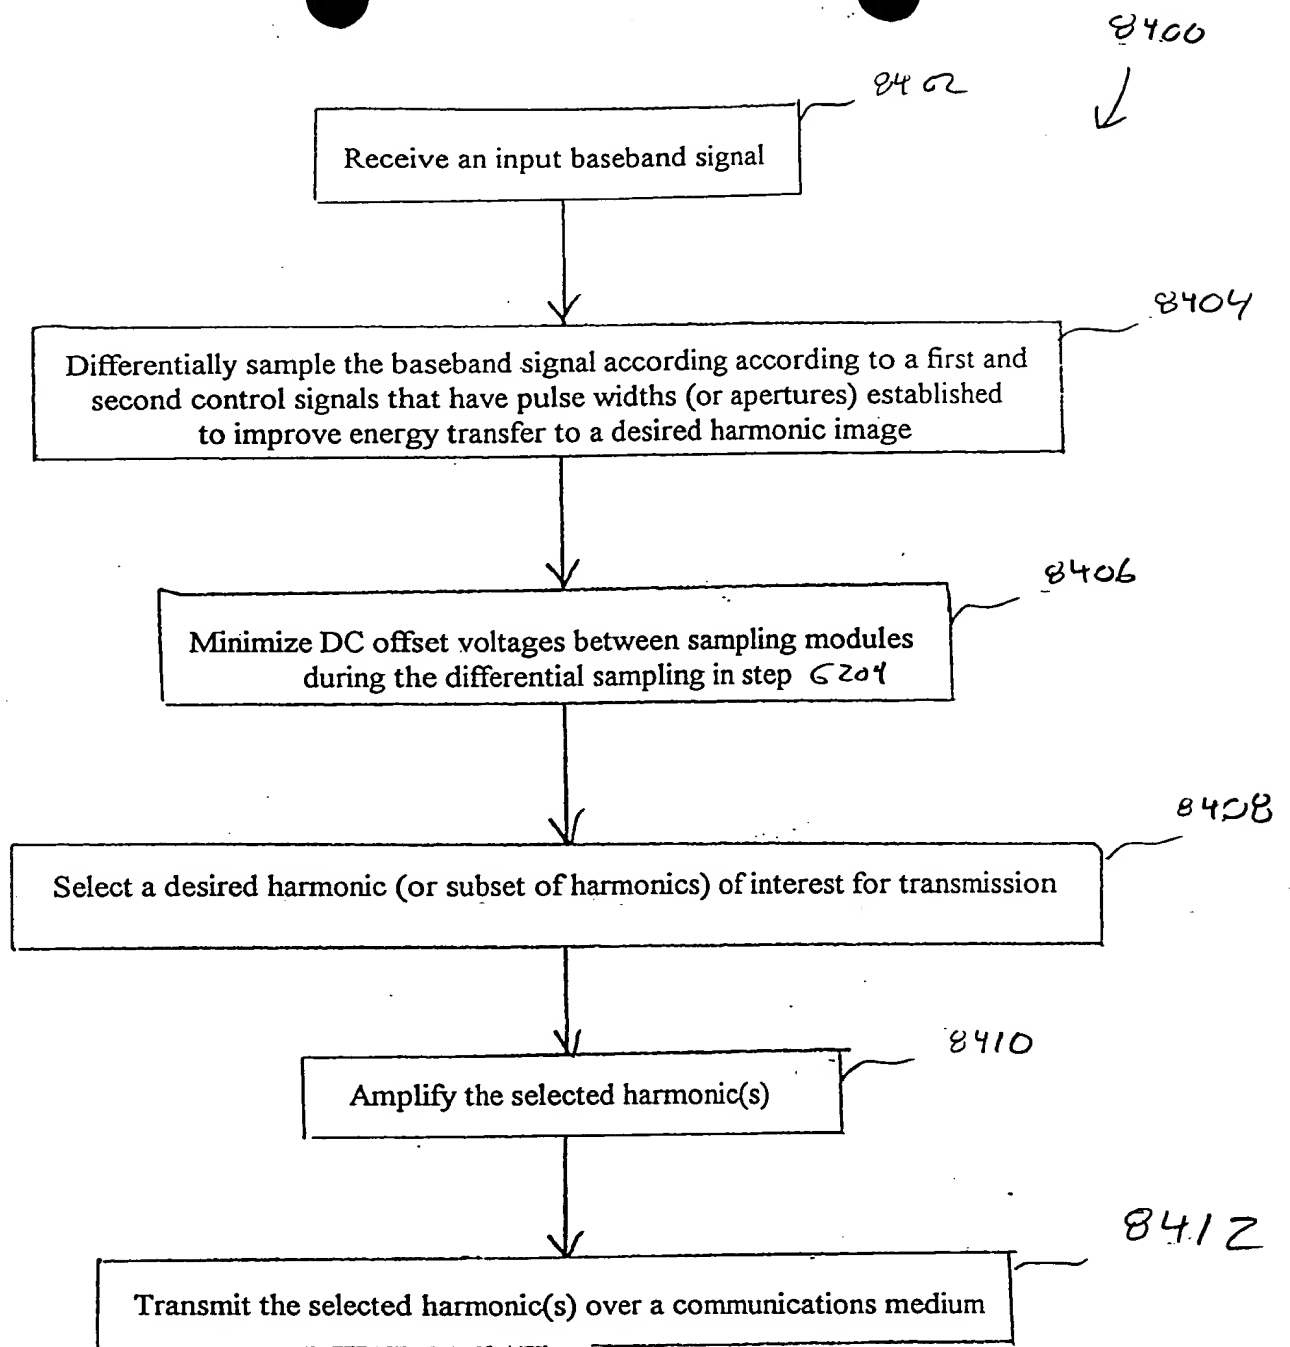 8400
8402
Receive an input baseband signal
8404
Differentially sample the baseband signal according according to a first and
second control signals that have pulse widths (or apertures) established
to improve energy transfer to a desired harmonic image
8406
Minimize DC offset voltages between sampling modules
during the differential sampling in step 6204
8408
Select a desired harmonic (or subset of harmonics) of interest for transmission
8410
Amplify the selected harmonic(s)
8412
Transmit the selected harmonic(s) over a communications medium